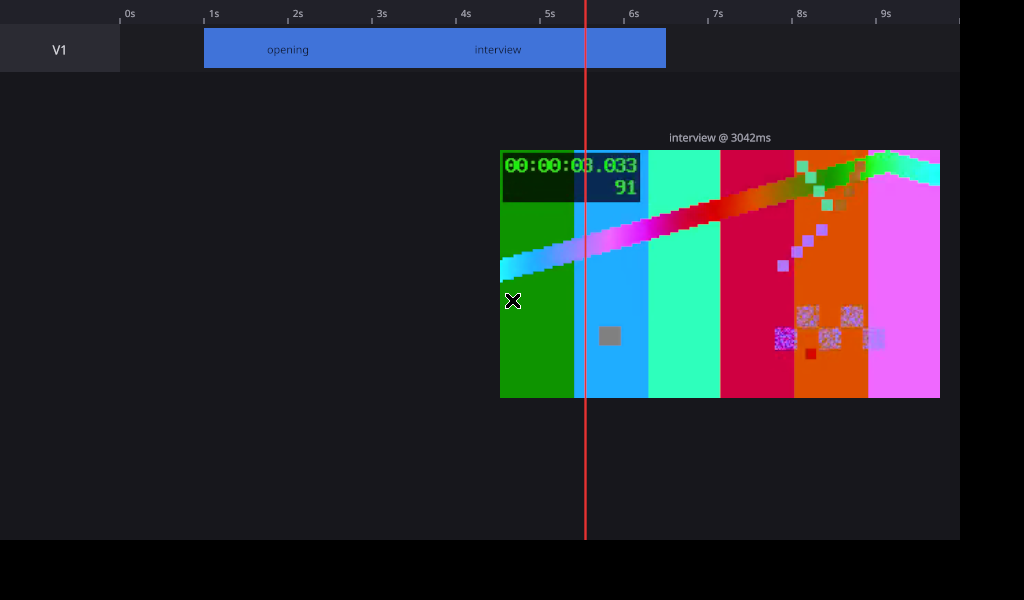 0s 1s 2s 3s 4s 5s 6s 7s 8s 9s
V1 opening interview
interview @ 3042ms
00:00:03.033
91